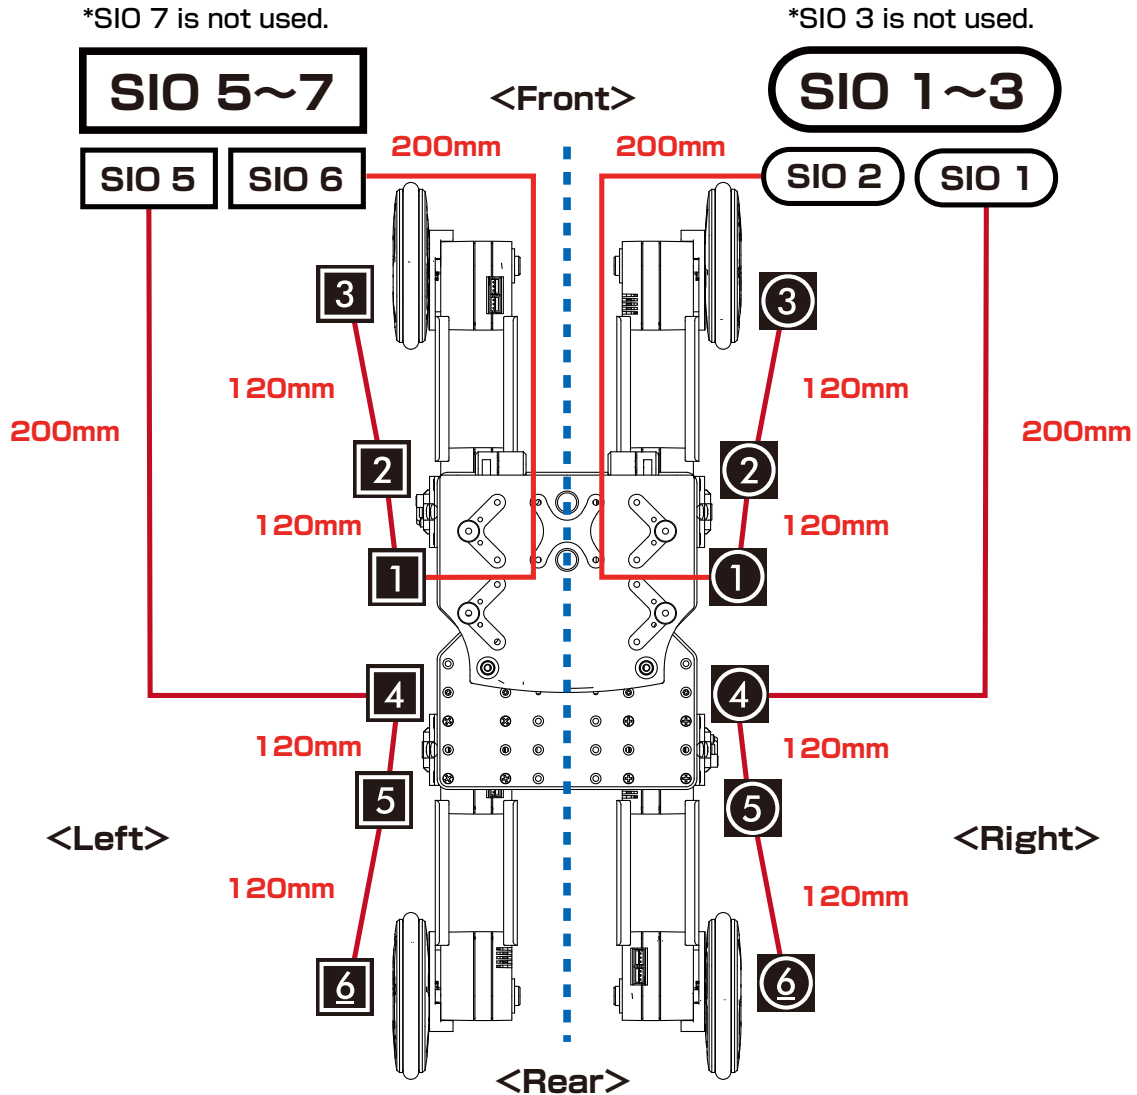 *SIO 7 is not used.
*SIO 3 is not used.
SIO 5～7
<Front>
SIO 1～3
200mm
200mm
SIO 5
SIO 6
SIO 2
SIO 1
3
3
120mm
120mm
200mm
200mm
2
2
120mm
120mm
1
1
4
4
120mm
120mm
5
5
<Left>
<Right>
120mm
120mm
6
6
<Rear>